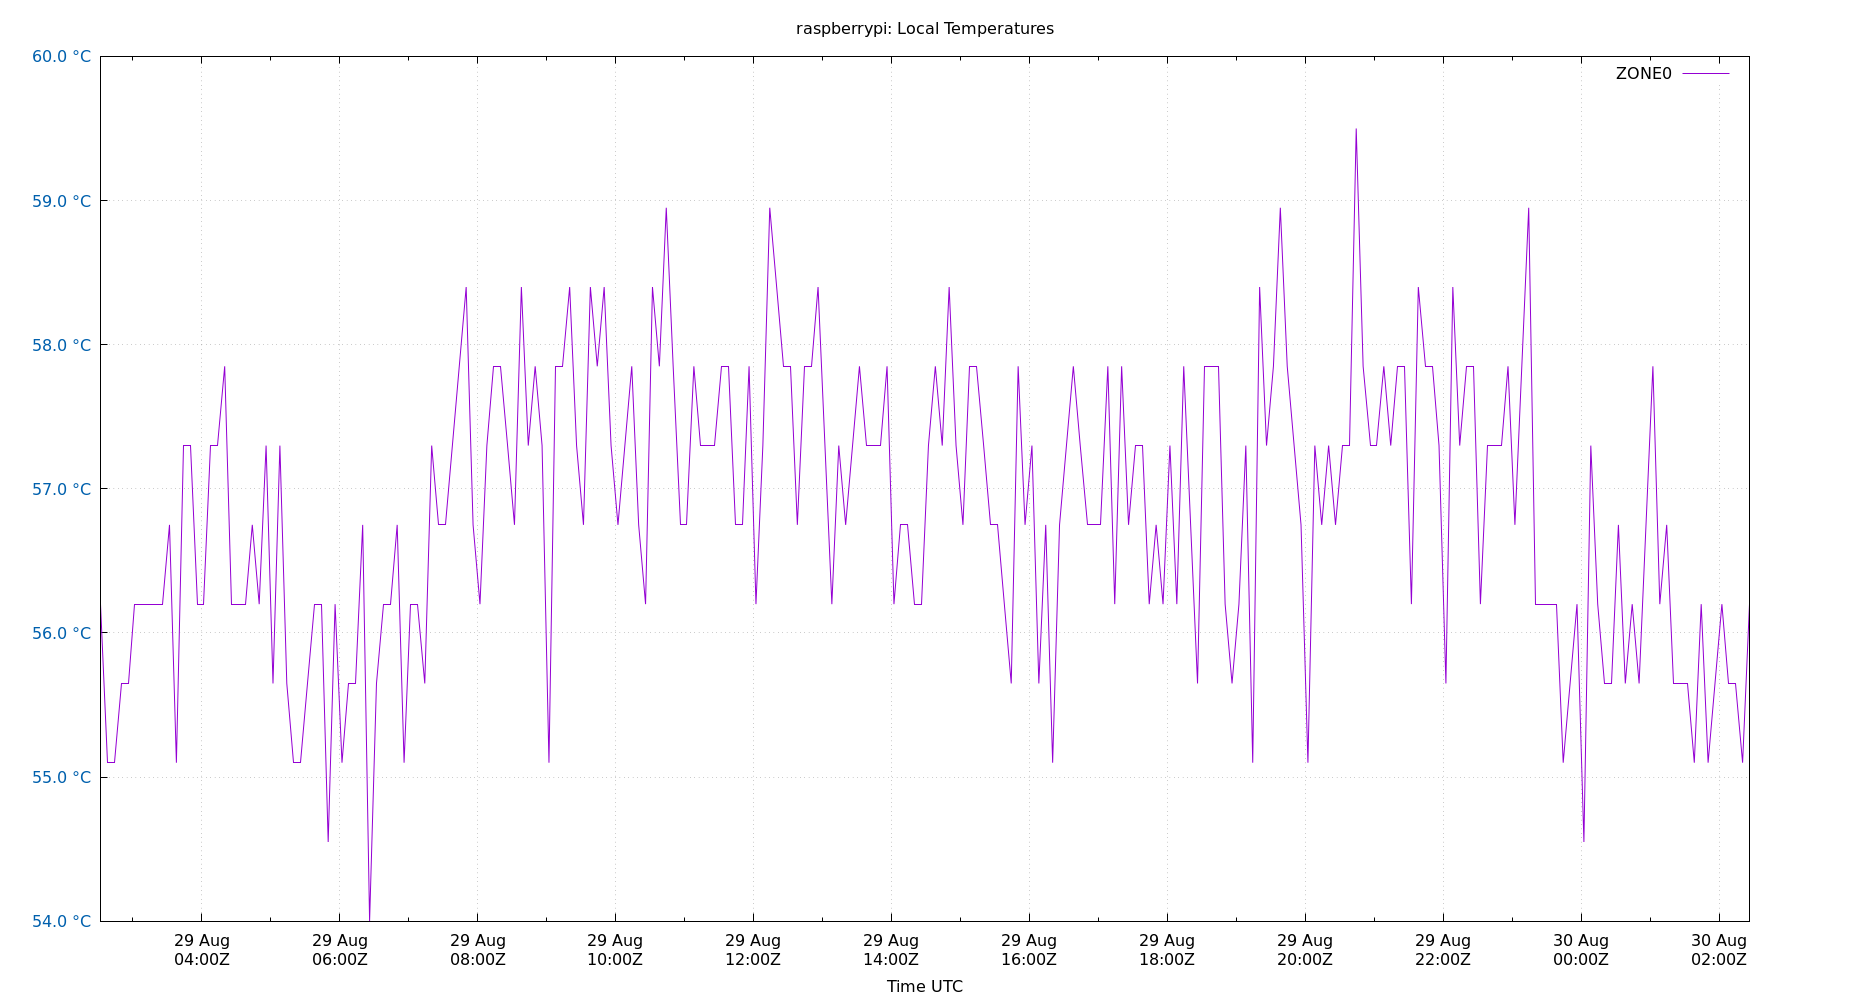 raspberrypi: Local Temperatures
60.0 °C
ZONE0
59.0 °C
58.0 °C
57.0 °C
56.0 °C
55.0 °C
54.0 °C
29 Aug 29 Aug 29 Aug 29 Aug 29 Aug 29 Aug 29 Aug 29 Aug 29 Aug 29 Aug 30 Aug 30 Aug
04:00Z 06:00Z 08:00Z 10:00Z 12:00Z 14:00Z 16:00Z 18:00Z 20:00Z 22:00Z 00:00Z 02:00Z
Time UTC